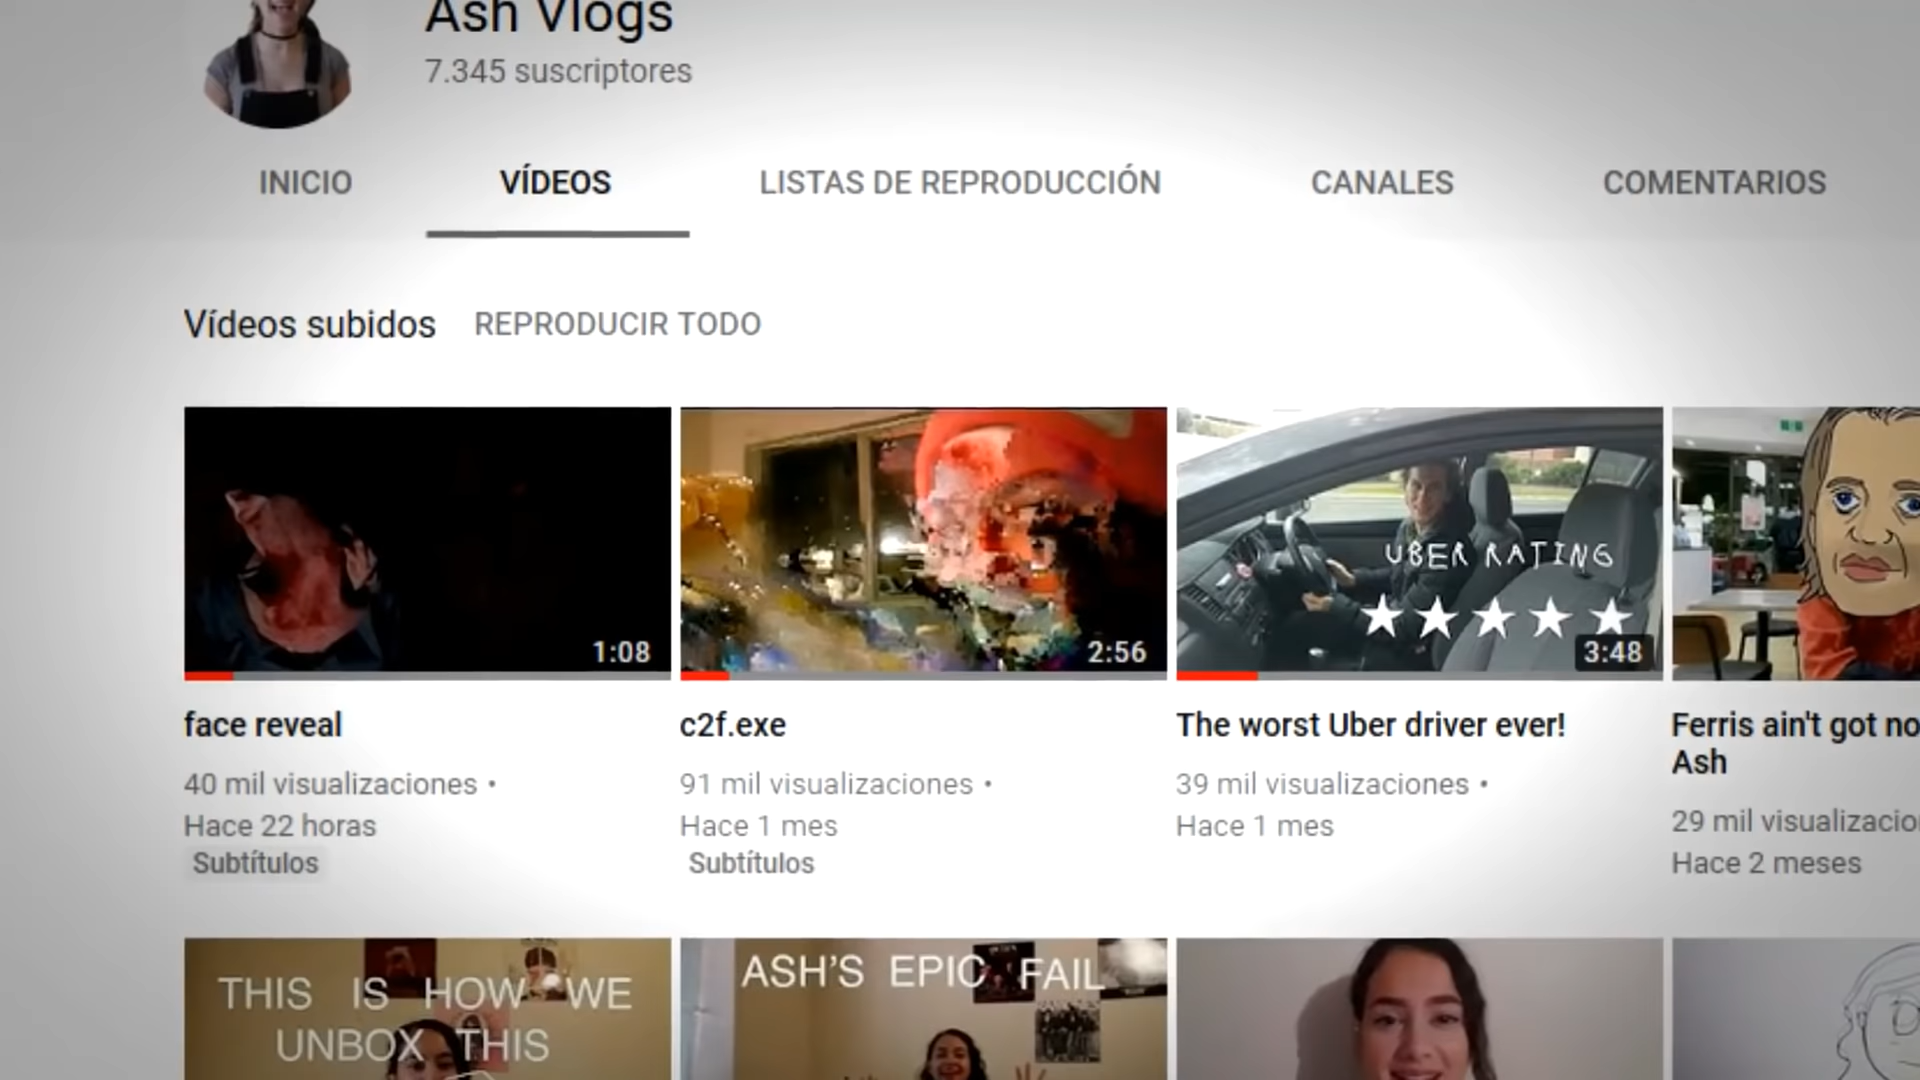 Ash Vlogs
7.345 suscriptores
INICIO
VÍDEOS
LISTAS DE REPRODUCCIÓN
CANALES
COMENTARIOS
Vídeos subidos
REPRODUCIR TODO
1:08
2:56
UBER RATING
3:48
face reveal
c2f.exe
The worst Uber driver ever!
Ferris ain't got no
Ash
40 mil visualizaciones •
Hace 22 horas
Subtítulos
91 mil visualizaciones •
Hace 1 mes
Subtítulos
39 mil visualizaciones •
Hace 1 mes
29 mil visualizacio
Hace 2 meses
THIS IS HOW WE
UNBOX THIS
ASH'S EPIC FAIL